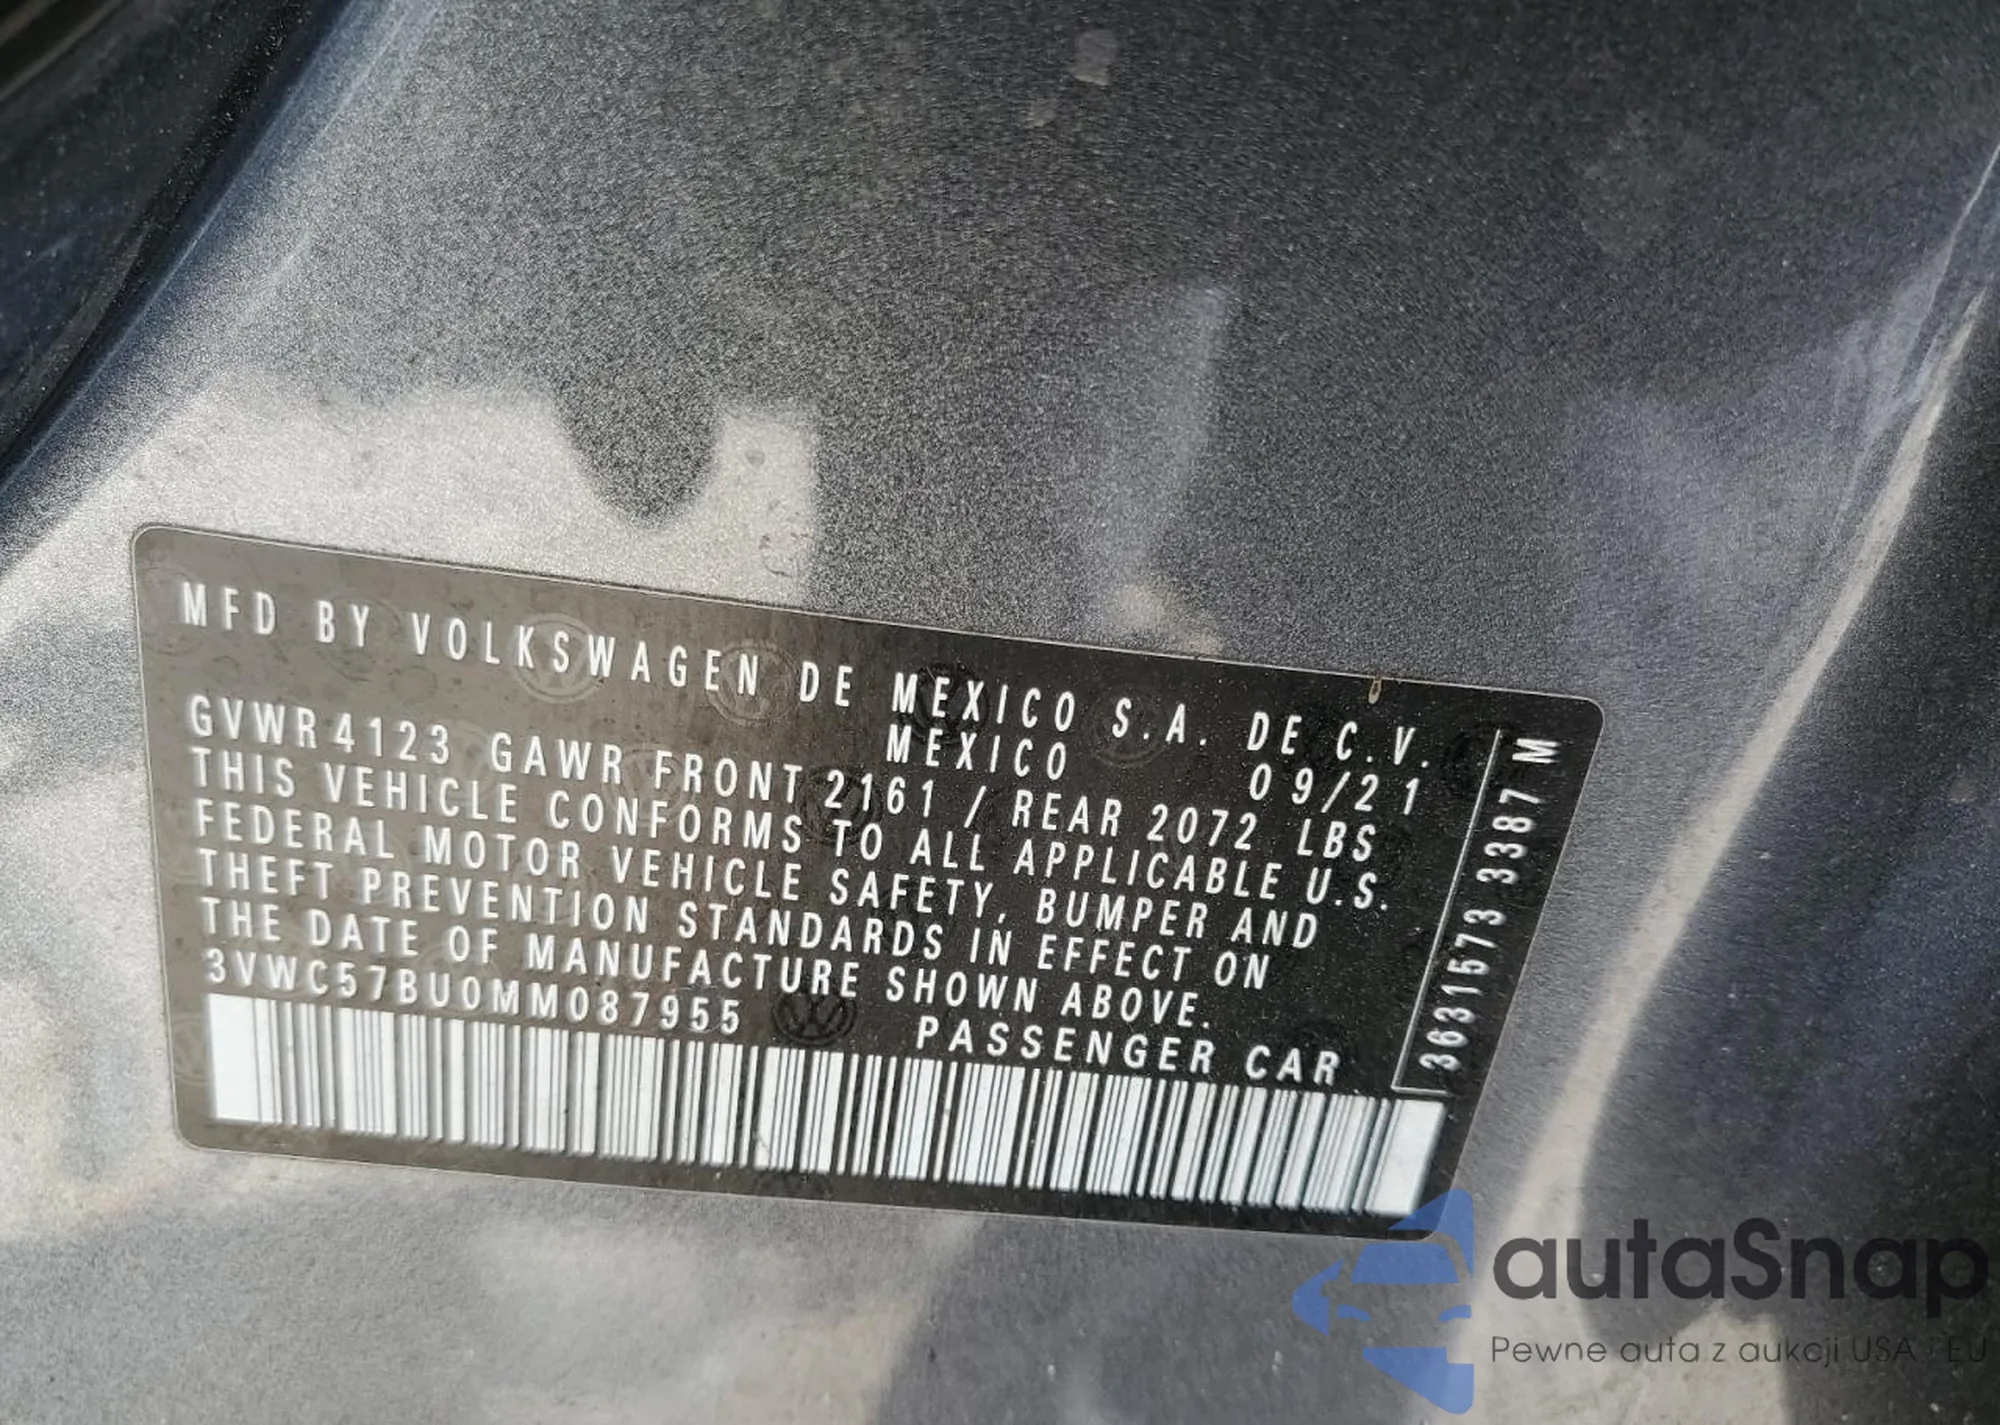 MFD BY VOLKSWAGEN DE MEXICO S.A. DE C.V.
MEXICO 09/21
GVWR 4123 GAWR FRONT 2161 / REAR 2072 LBS
THIS VEHICLE CONFORMS TO ALL APPLICABLE U.S.
FEDERAL MOTOR VEHICLE SAFETY, BUMPER AND
THEFT PREVENTION STANDARDS IN EFFECT ON
THE DATE OF MANUFACTURE SHOWN ABOVE.
3VWC57BU0MM087955 PASSENGER CAR
3631573 3387 M
autaSnap
Pewne auta z aukcji USA i EU